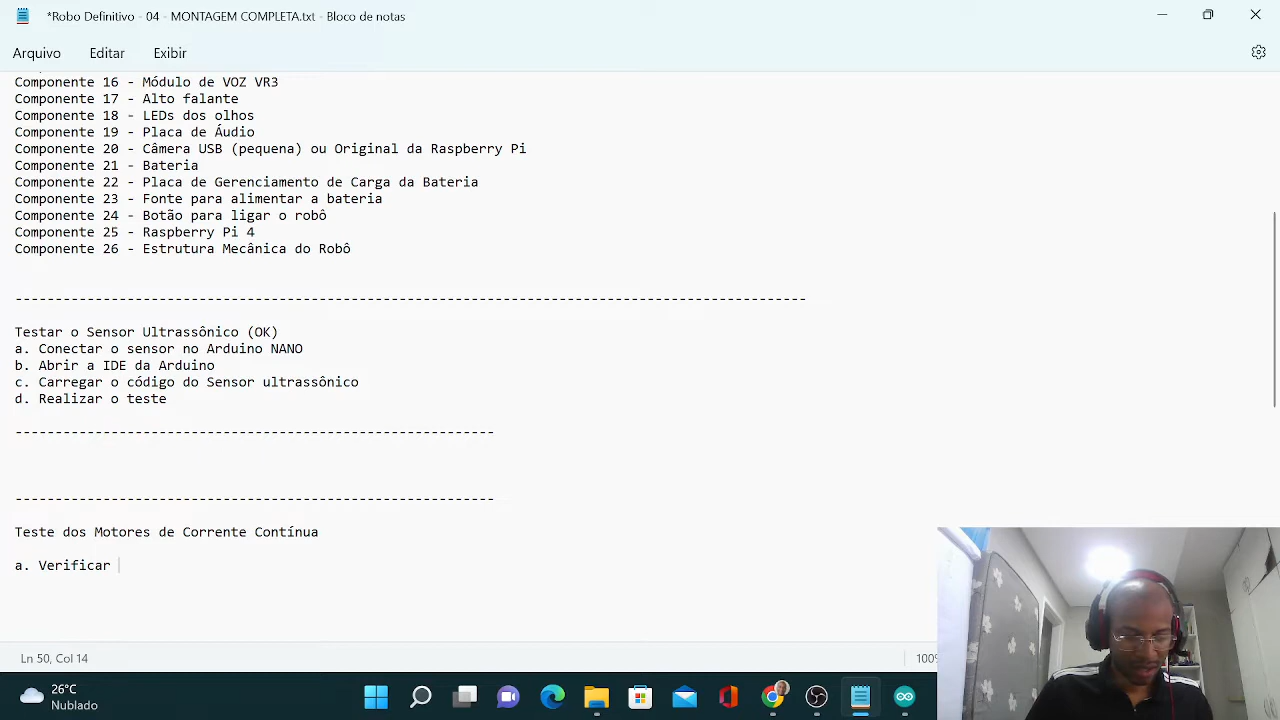 *Robo Definitivo - 04 - MONTAGEM COMPLETA.txt - Bloco de notas
Arquivo Editar Exibir
Componente 16 - Módulo de VOZ VR3
Componente 17 - Alto falante
Componente 18 - LEDs dos olhos
Componente 19 - Placa de Áudio
Componente 20 - Câmera USB (pequena) ou Original da Raspberry Pi
Componente 21 - Bateria
Componente 22 - Placa de Gerenciamento de Carga da Bateria
Componente 23 - Fonte para alimentar a bateria
Componente 24 - Botão para ligar o robô
Componente 25 - Raspberry Pi 4
Componente 26 - Estrutura Mecânica do Robô
---------------------------------------------------------------------------------------------------
Testar o Sensor Ultrassônico (OK)
a. Conectar o sensor no Arduino NANO
b. Abrir a IDE da Arduino
c. Carregar o código do Sensor ultrassônico
d. Realizar o teste
------------------------------------------------------------
------------------------------------------------------------
Teste dos Motores de Corrente Contínua
a. Verificar
Ln 50, Col 14
100%
26°C
Nublado